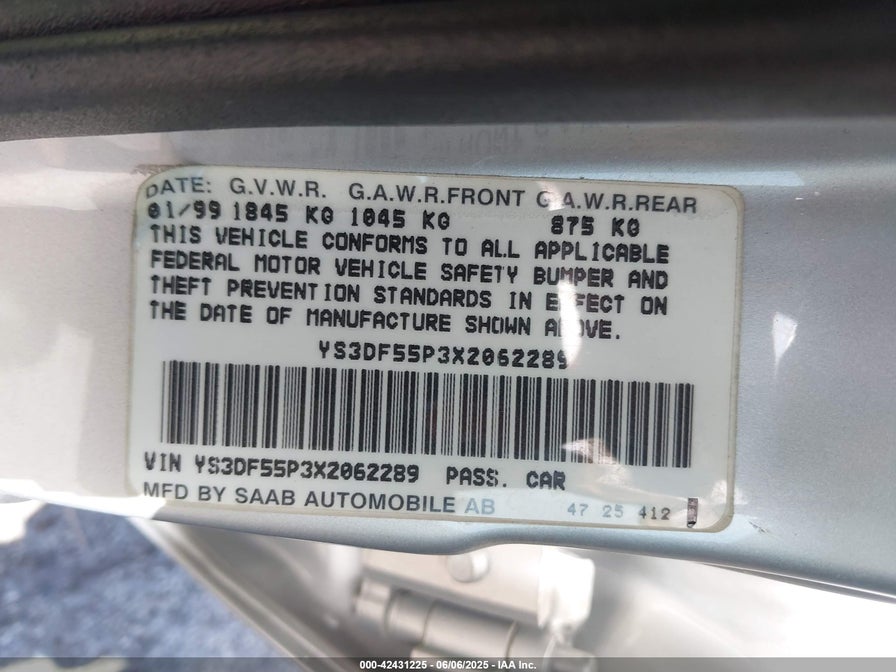 DATE: G.V.W.R. G.A.W.R.FRONT G.A.W.R.REAR
01/99 1845 KG 1045 KG 875 KG
THIS VEHICLE CONFORMS TO ALL APPLICABLE
FEDERAL MOTOR VEHICLE SAFETY BUMPER AND
THEFT PREVENTION STANDARDS IN EFFECT ON
THE DATE OF MANUFACTURE SHOWN ABOVE.
YS3DF55P3X2062289
VIN YS3DF55P3X2062289 PASS. CAR
MFD BY SAAB AUTOMOBILE AB
47 25 412
000-42431225 - 06/06/2025 - IAA Inc.